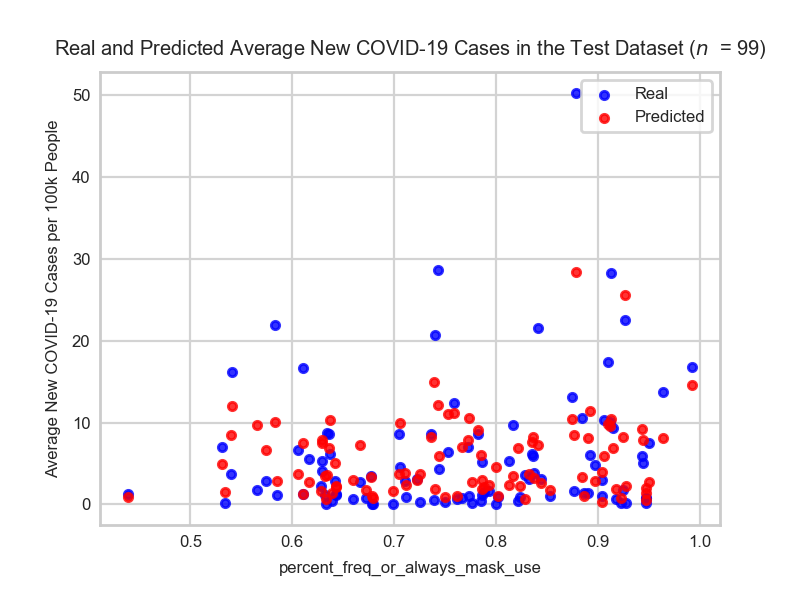 Real and Predicted Average New COVID-19 Cases in the Test Dataset (n = 99)
Real
Predicted
Average New COVID-19 Cases per 100k People
50
40
30
20
10
0
0.5 0.6 0.7 0.8 0.9 1.0
percent_freq_or_always_mask_use